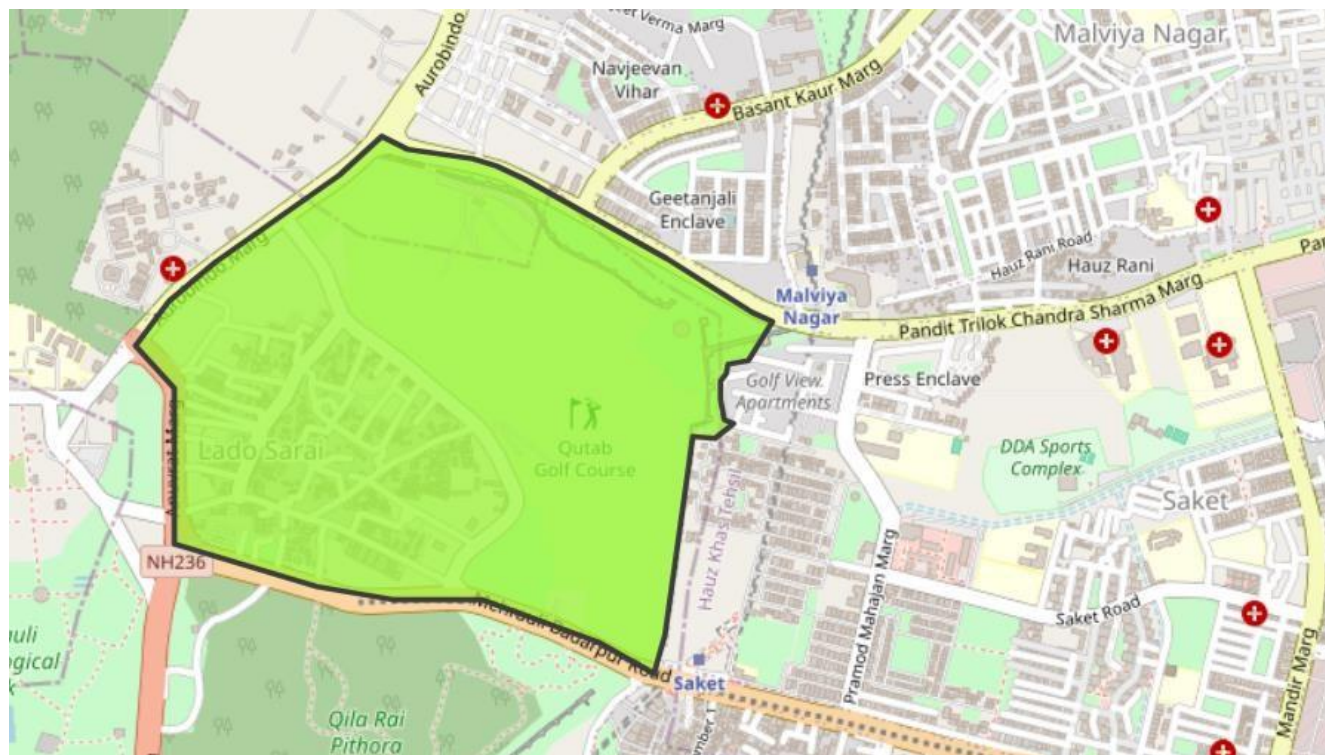 Verma Marg
Malviya Nagar
Aurobindo
Navjeevan
Vihar
Basant Kaur Marg
Geetanjali
Enclave
Hauz Rani Road
Hauz Rani
Aurobindo Marg
Malviya
Nagar
Pandit Trilok Chandra Sharma Marg
Golf View
Apartments
Press Enclave
Lado Sarai
Qutab
Golf Course
DDA Sports
Complex
Saket
Hauz Khas Tehsil
NH236
Mehrauli Badarpur Road
Pramod Mahajan Marg
Saket Road
Saket
Mandir Marg
Qila Rai
Pithora